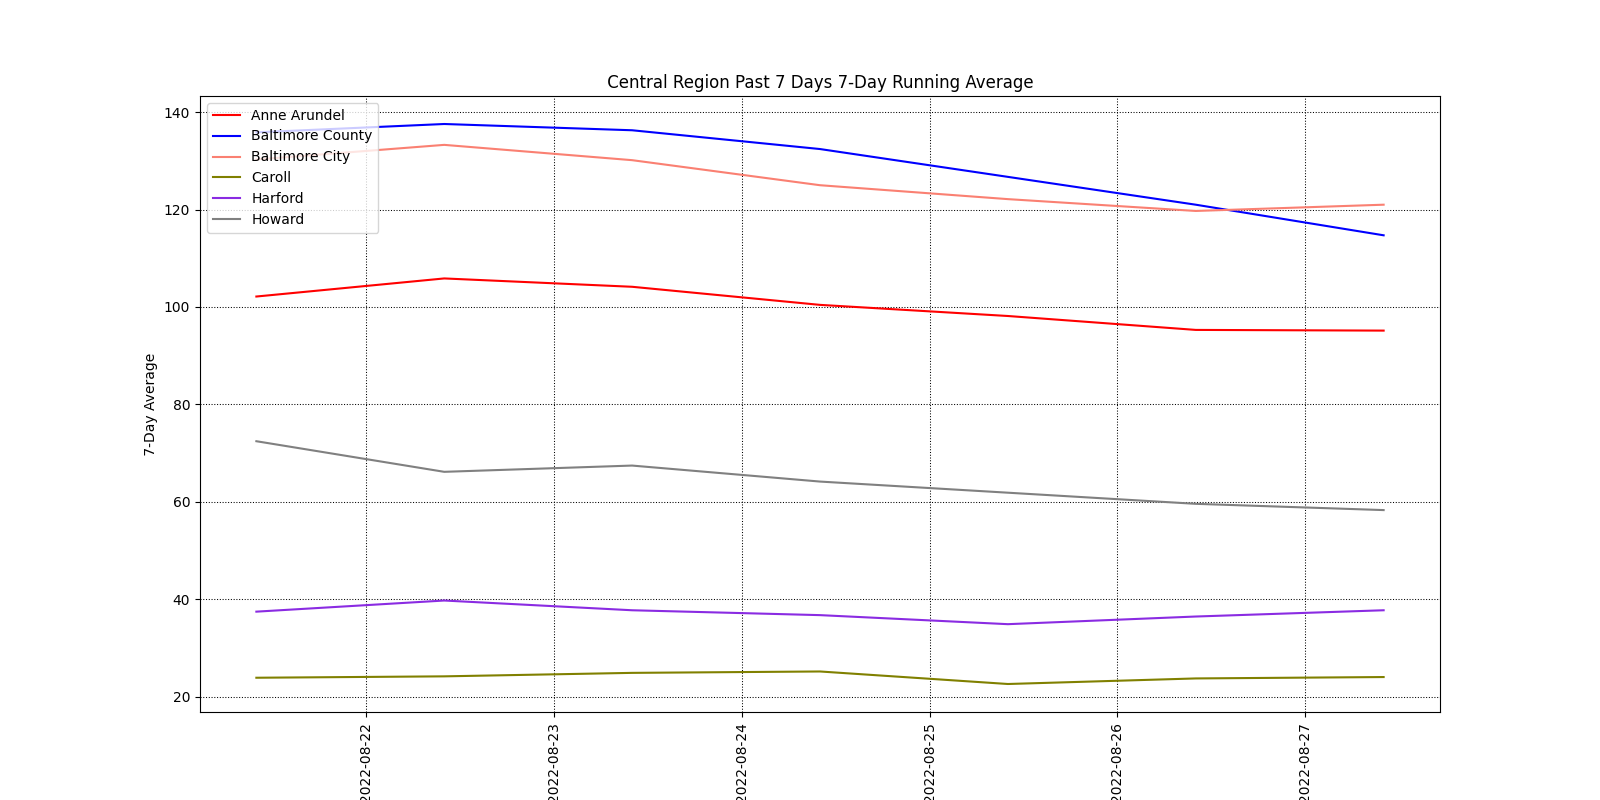 Central Region Past 7 Days 7-Day Running Average
140
120
100
80
60
40
20
7-Day Average
Anne Arundel
Baltimore County
Baltimore City
Caroll
Harford
Howard
2022-08-22
2022-08-23
2022-08-24
2022-08-25
2022-08-26
2022-08-27